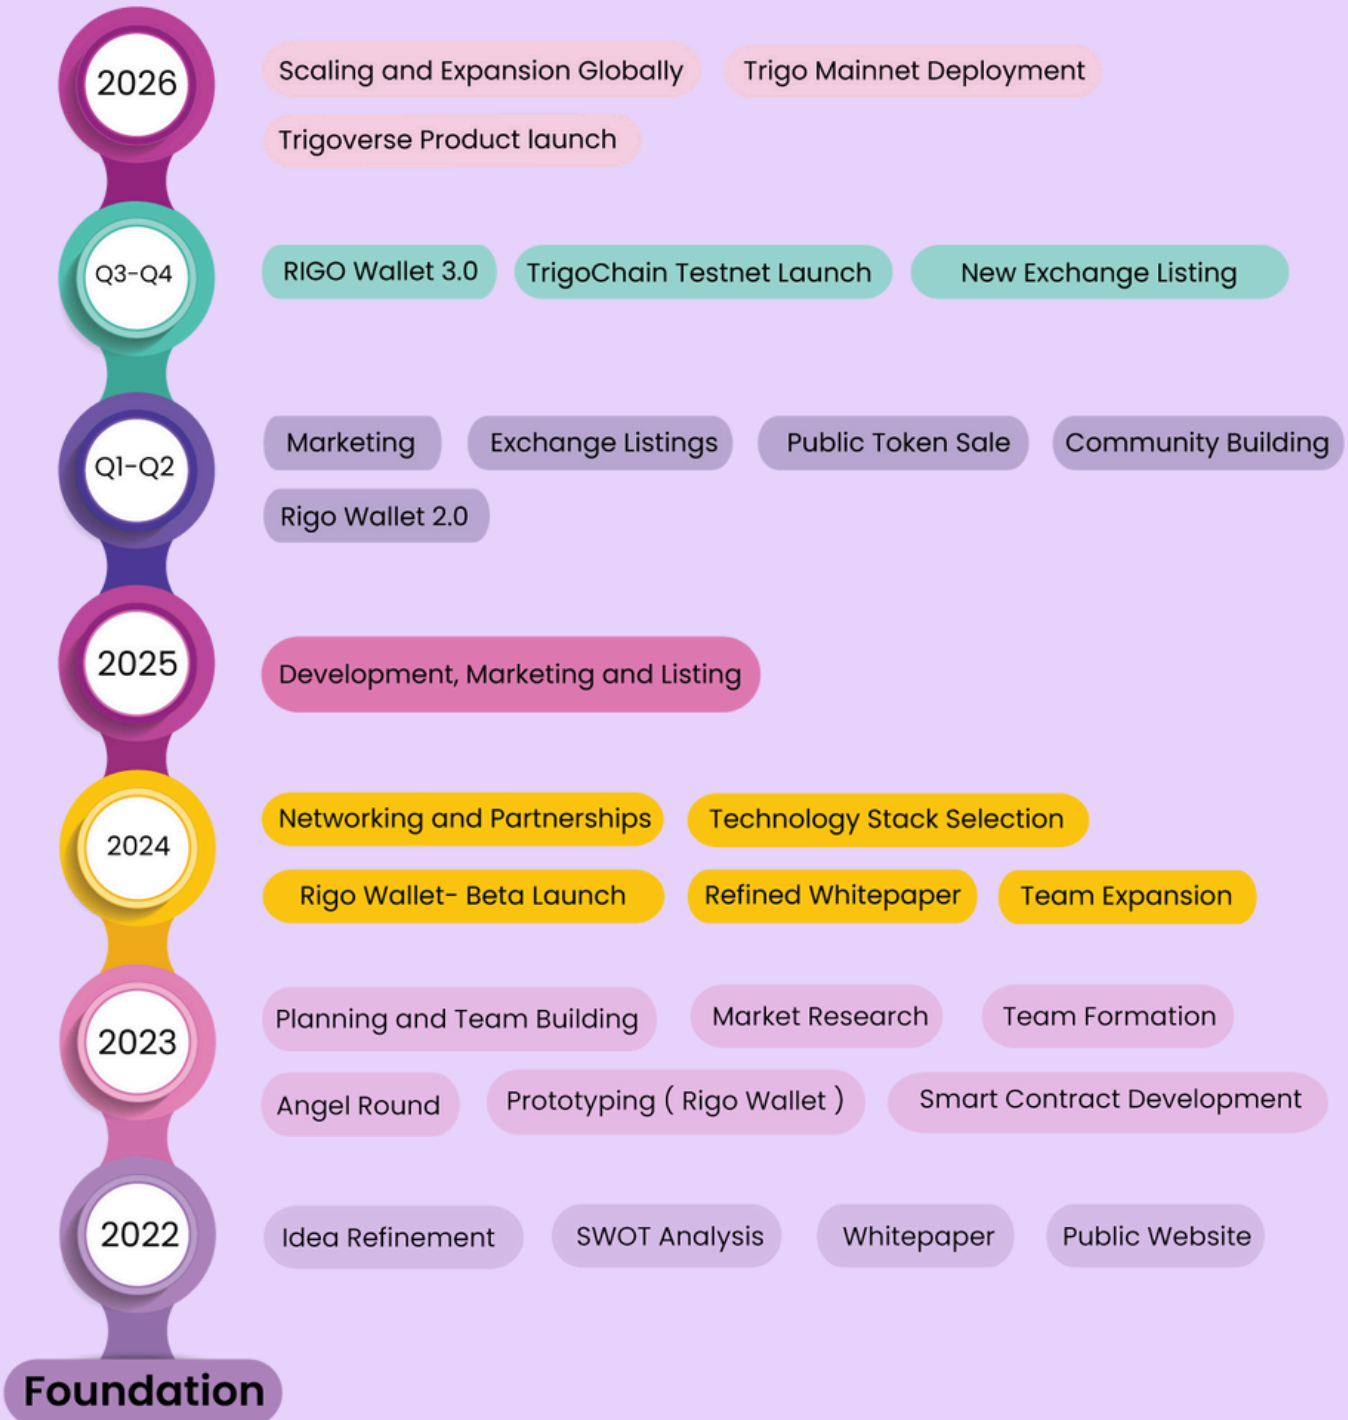 2026
Scaling and Expansion Globally
Trigo Mainnet Deployment
Trigoverse Product launch
Q3-Q4
RIGO Wallet 3.0
TrigoChain Testnet Launch
New Exchange Listing
Q1-Q2
Marketing
Exchange Listings
Public Token Sale
Community Building
Rigo Wallet 2.0
2025
Development, Marketing and Listing
2024
Networking and Partnerships
Technology Stack Selection
Rigo Wallet- Beta Launch
Refined Whitepaper
Team Expansion
2023
Planning and Team Building
Market Research
Team Formation
Angel Round
Prototyping ( Rigo Wallet )
Smart Contract Development
2022
Idea Refinement
SWOT Analysis
Whitepaper
Public Website
Foundation